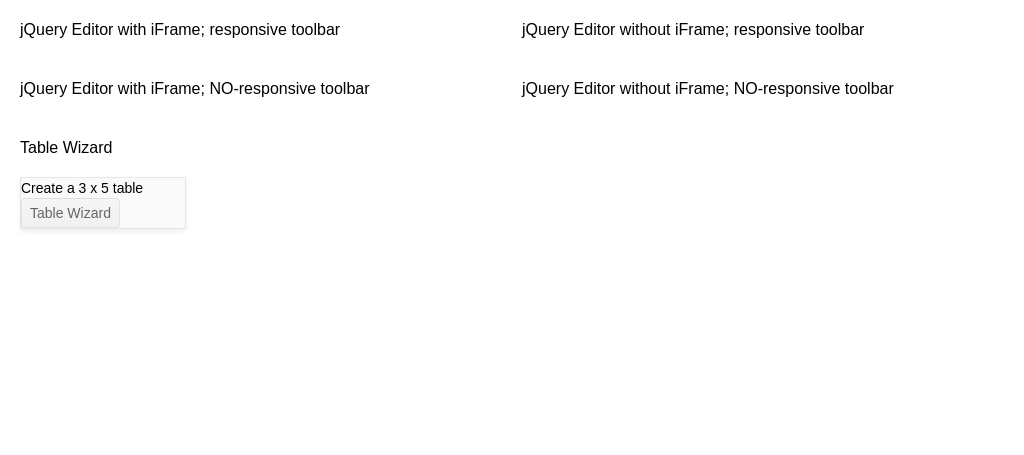 jQuery Editor with iFrame; responsive toolbar
jQuery Editor without iFrame; responsive toolbar
jQuery Editor with iFrame; NO-responsive toolbar
jQuery Editor without iFrame; NO-responsive toolbar
Table Wizard
Create a 3 x 5 table
Table Wizard